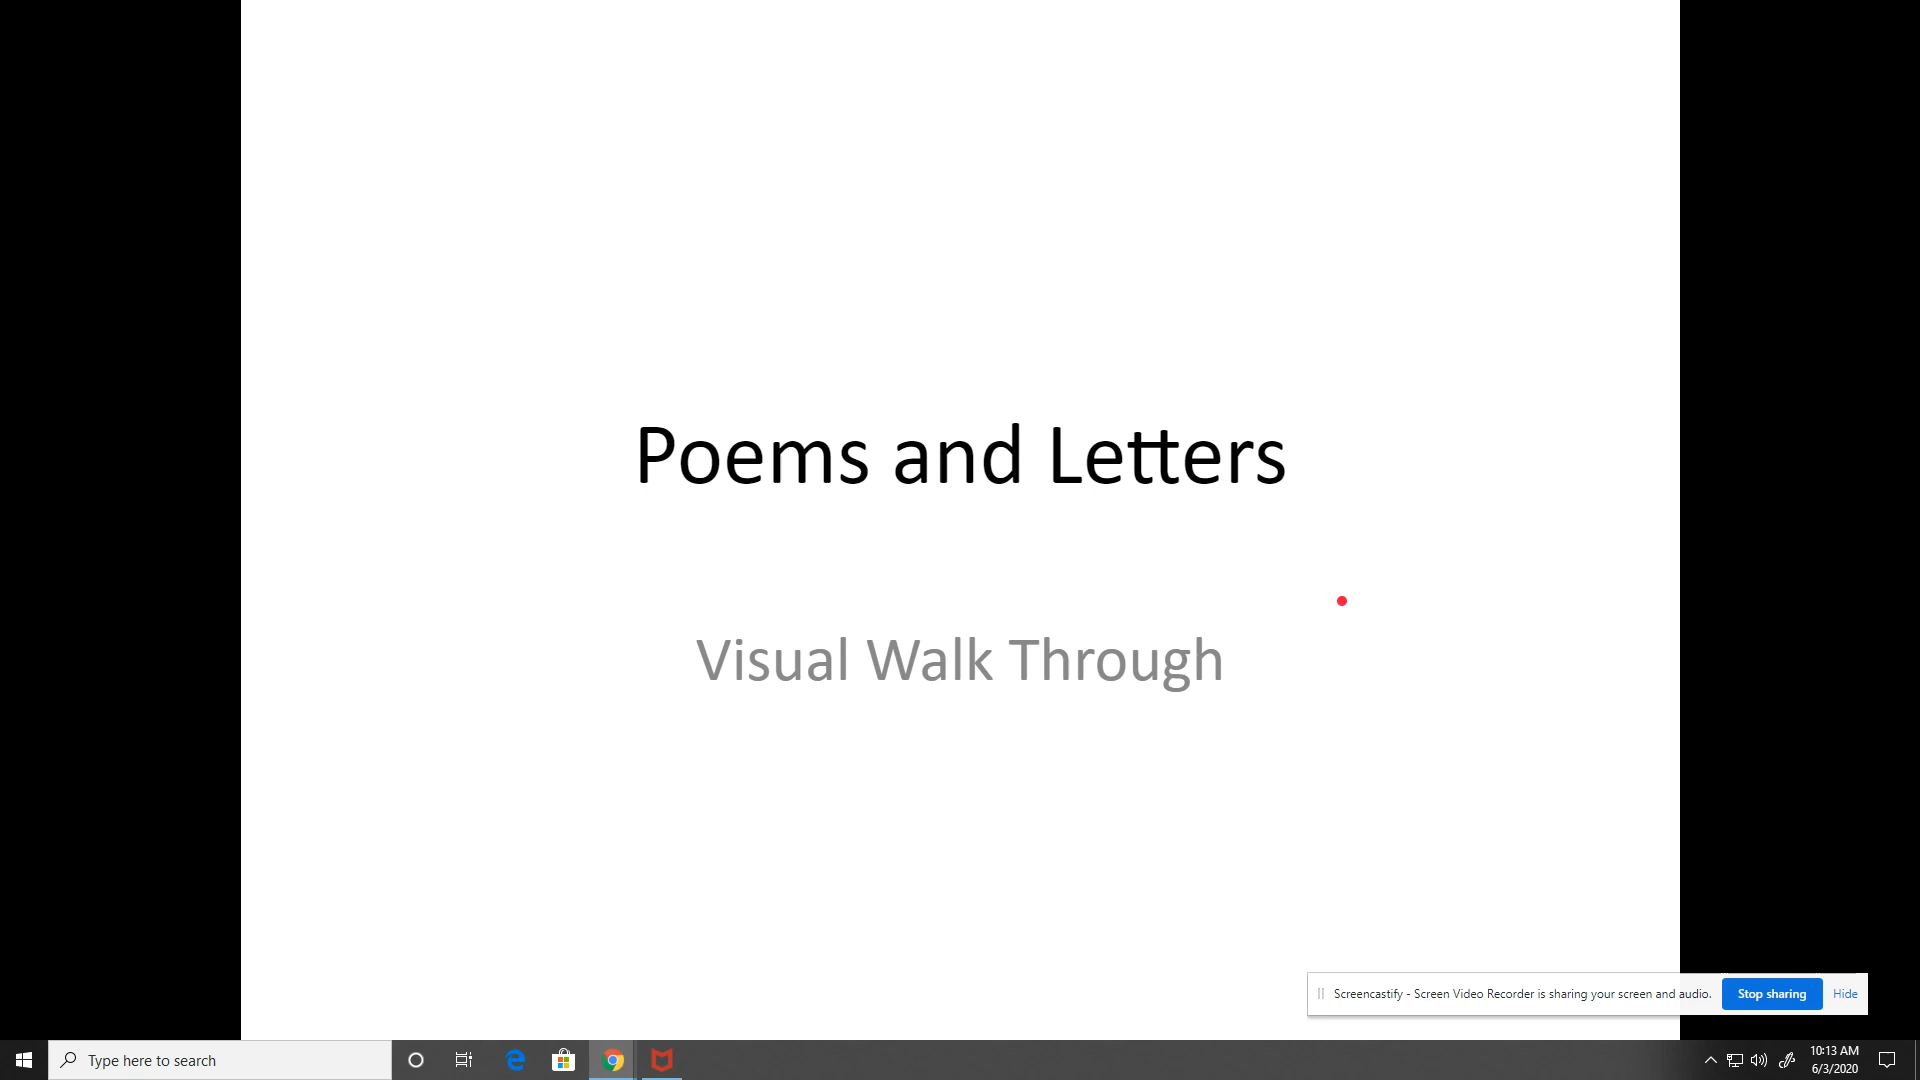 Poems and Letters
Visual Walk Through
Screencastify - Screen Video Recorder is sharing your screen and audio.
Stop sharing
Hide
Type here to search
10:13 AM
6/3/2020